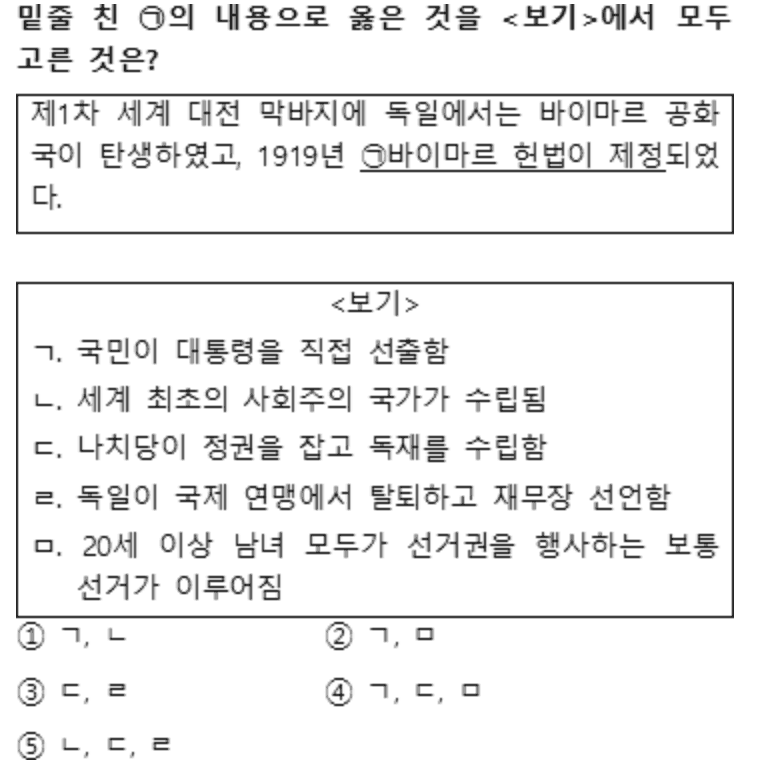 밑줄 친 ㉠의 내용으로 옳은 것을 <보기>에서 모두
고른 것은?
제1차 세계 대전 막바지에 독일에서는 바이마르 공화
국이 탄생하였고, 1919년 ㉠바이마르 헌법이 제정되었
다.
<보기>
ㄱ. 국민이 대통령을 직접 선출함
ㄴ. 세계 최초의 사회주의 국가가 수립됨
ㄷ. 나치당이 정권을 잡고 독재를 수립함
ㄹ. 독일이 국제 연맹에서 탈퇴하고 재무장 선언함
ㅁ. 20세 이상 남녀 모두가 선거권을 행사하는 보통
선거가 이루어짐
① ㄱ, ㄴ ② ㄱ, ㅁ
③ ㄷ, ㄹ ④ ㄱ, ㄷ, ㅁ
⑤ ㄴ, ㄷ, ㄹ